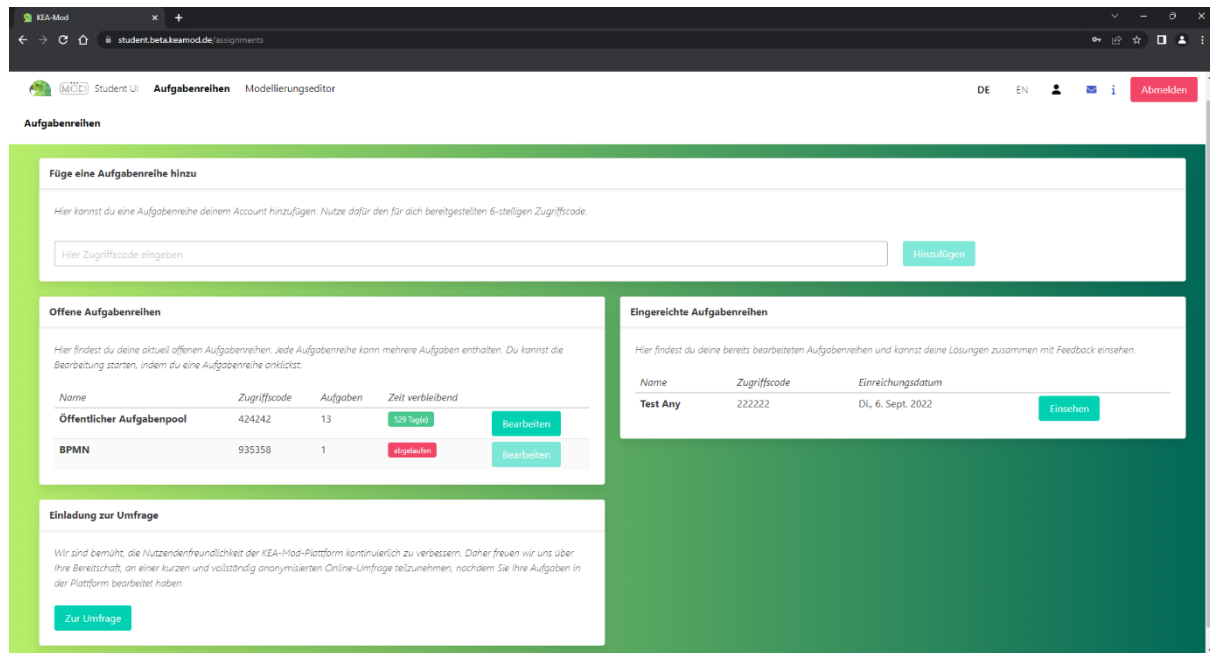 KEA-Mod
student.beta.keamod.de/assignments
MOD Student UI Aufgabenreihen Modellierungseditor DE EN i Abmelden
Aufgabenreihen
Füge eine Aufgabenreihe hinzu
Hier kannst du eine Aufgabenreihe deinem Account hinzufügen. Nutze dafür den für dich bereitgestellten 6-stelligen Zugriffscode.
Hier Zugriffscode eingeben Hinzufügen
Offene Aufgabenreihen
Hier findest du deine aktuell offenen Aufgabenreihen. Jede Aufgabenreihe kann mehrere Aufgaben enthalten. Du kannst die
Bearbeitung starten, indem du eine Aufgabenreihe anklickst.
Name Zugriffscode Aufgaben Zeit verbleibend
Öffentlicher Aufgabenpool 424242 13 529 Tag(e) Bearbeiten
BPMN 935358 1 abgelaufen Bearbeiten
Eingereichte Aufgabenreihen
Hier findest du deine bereits bearbeiteten Aufgabenreihen und kannst deine Lösungen zusammen mit Feedback einsehen.
Name Zugriffscode Einreichungsdatum
Test Any 222222 Di., 6. Sept. 2022 Einsehen
Einladung zur Umfrage
Wir sind bemüht, die Nutzendenfreundlichkeit der KEA-Mod-Plattform kontinuierlich zu verbessern. Daher freuen wir uns über
Ihre Bereitschaft, an einer kurzen und vollständig anonymisierten Online-Umfrage teilzunehmen, nachdem Sie Ihre Aufgaben in
der Plattform bearbeitet haben.
Zur Umfrage